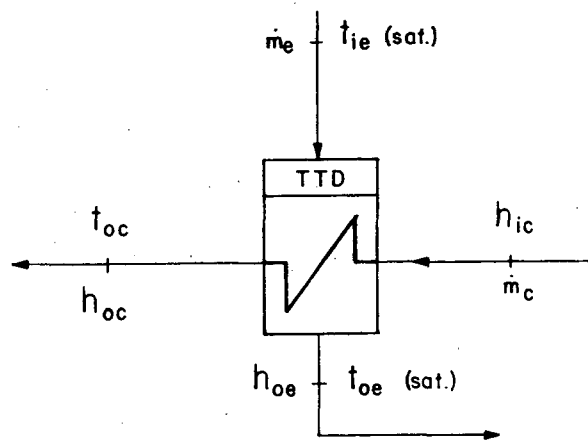 ṁe tie (sat.)
TTD
toc
hic
hoc
ṁc
hoe toe (sat.)